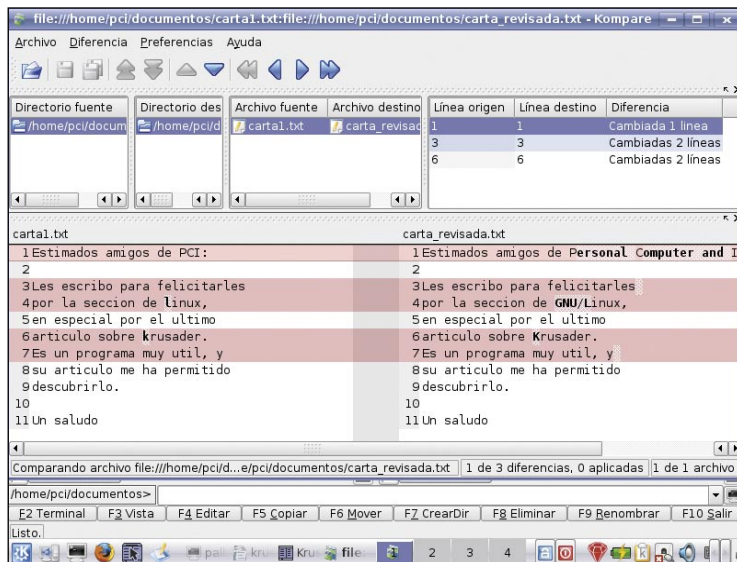 file:///home/pci/documentos/carta1.txt:file:///home/pci/documentos/carta_revisada.txt - Kompare
Archivo Diferencia Preferencias Ayuda
Directorio fuente Directorio des Archivo fuente Archivo destino Línea origen Línea destino Diferencia
/home/pci/docum /home/pci/d carta1.txt carta_revisad 1 1 Cambiada 1 linea
3 3 Cambiadas 2 líneas
6 6 Cambiadas 2 líneas
carta1.txt carta_revisada.txt
1 Estimados amigos de PCI: 1 Estimados amigos de Personal Computer and I
2 2
3 Les escribo para felicitarles 3 Les escribo para felicitarles
4 por la seccion de linux, 4 por la seccion de GNU/Linux,
5 en especial por el ultimo 5 en especial por el ultimo
6 articulo sobre krusader. 6 articulo sobre Krusader.
7 Es un programa muy util, y 7 Es un programa muy util, y
8 su articulo me ha permitido 8 su articulo me ha permitido
9 descubrirlo. 9 descubrirlo.
10 10
11 Un saludo 11 Un saludo
Comparando archivo file:///home/pci/d...e/pci/documentos/carta_revisada.txt 1 de 3 diferencias, 0 aplicadas 1 de 1 archivo
/home/pci/documentos>
F2 Terminal F3 Vista F4 Editar F5 Copiar F6 Mover F7 CrearDir F8 Eliminar F9 Renombrar F10 Salir
Listo.
pai kru Kru file 2 3 4